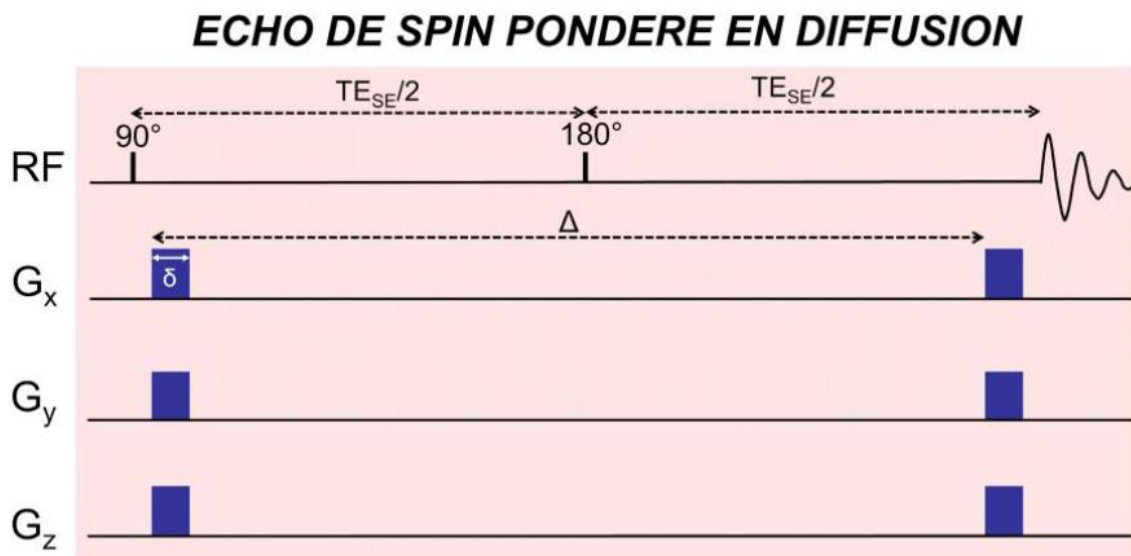 ECHO DE SPIN PONDERE EN DIFFUSION
TE_SE/2
TE_SE/2
90°
180°
RF
Δ
δ
G_x
G_y
G_z